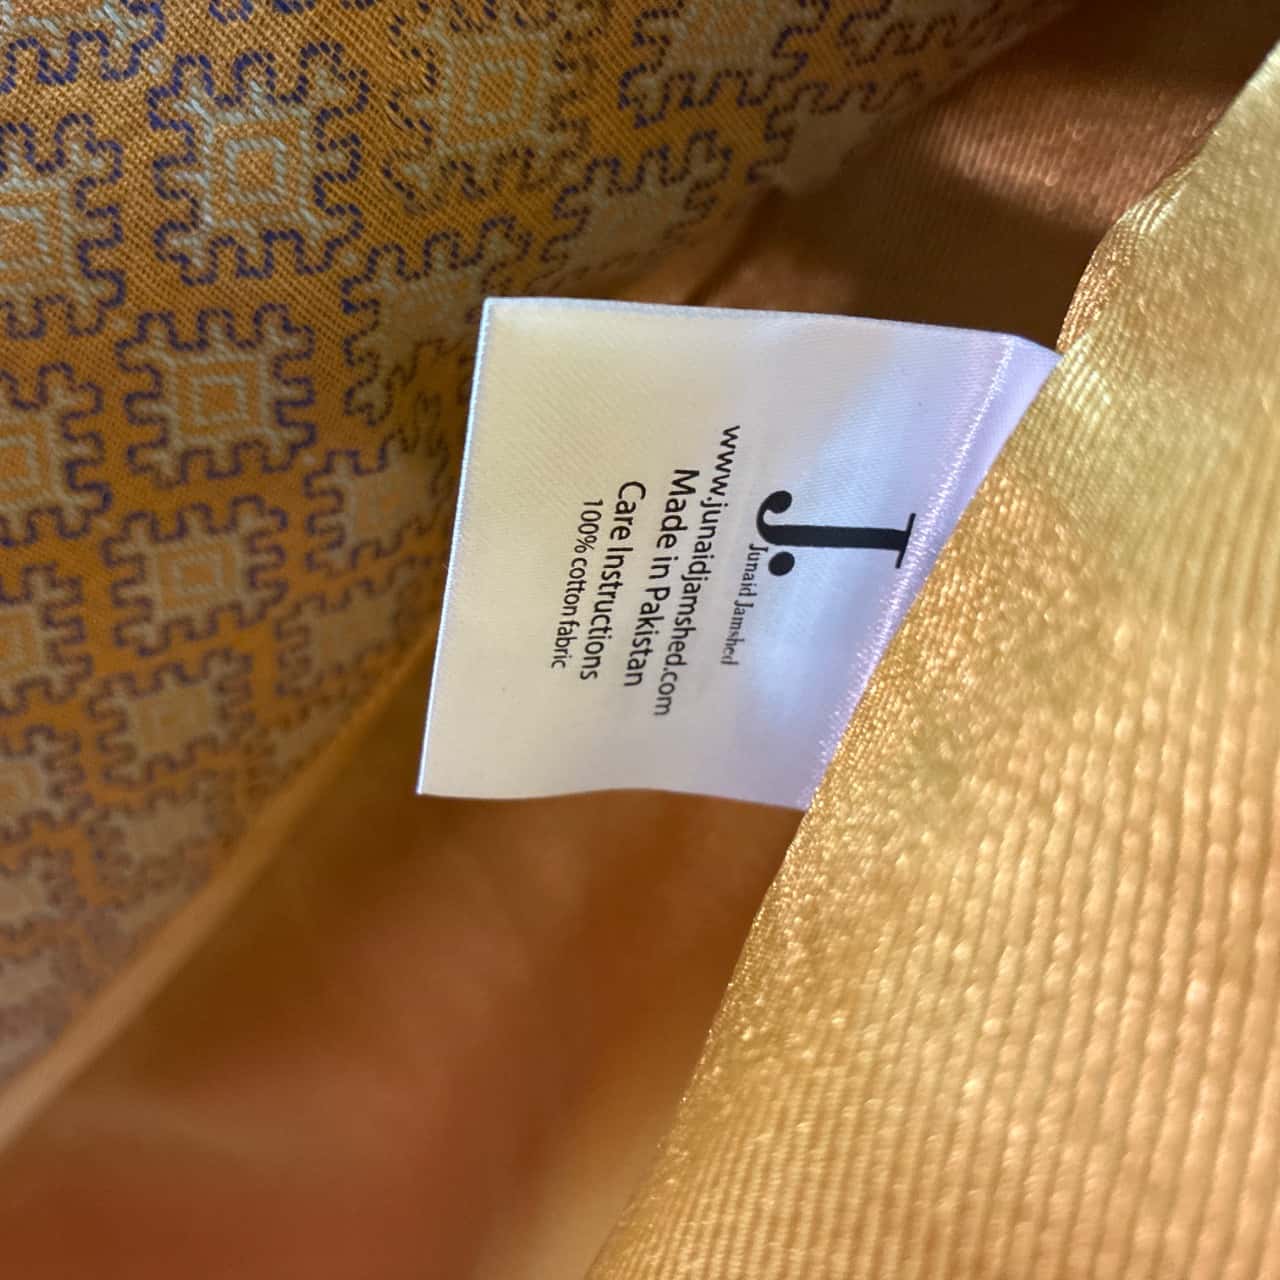 J.
Junaid Jamshed
www.junaidjamshed.com
Made in Pakistan
Care Instructions
100% cotton fabric